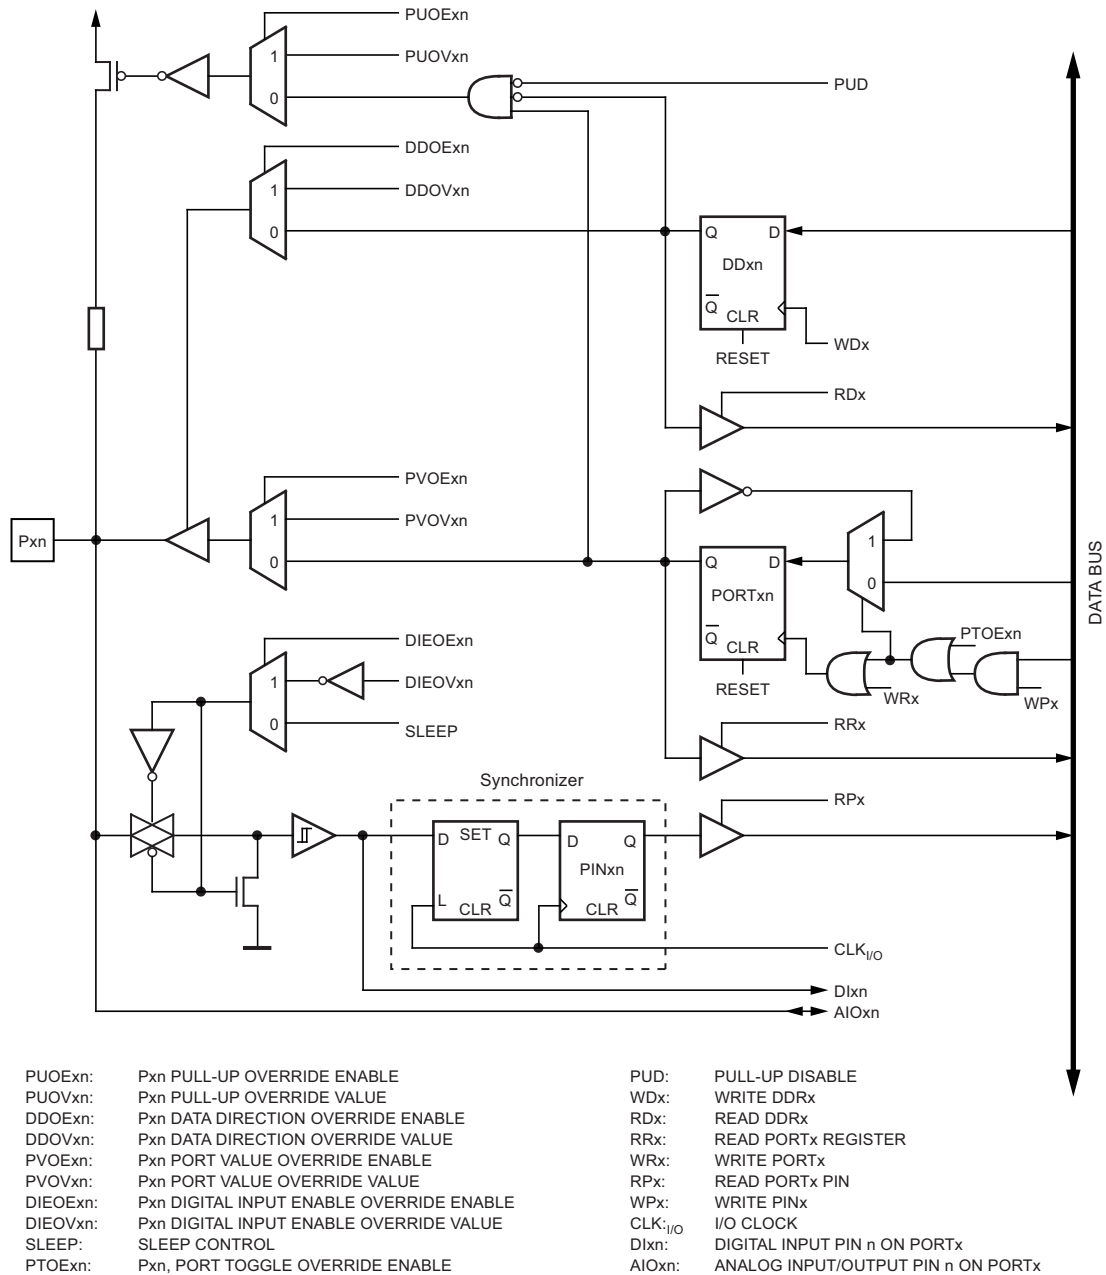 PUOExn
1
PUOVxn
0
PUD
DDOExn
1
DDOVxn
0
Q D
DDxn
Q
CLR
WDx
RESET
RDx
PVOExn
1
PVOVxn
Pxn
1
0
Q D
0
PORTxn
DATA BUS
Q
CLR
PTOExn
DIEOExn
1
DIEOVxn
RESET
WRx
WPx
0
SLEEP
RRx
Synchronizer
RPx
D SET Q
D Q
PINxn
L
CLR Q
CLR Q
CLKI/O
DIxn
AIOxn
PUOExn: Pxn PULL-UP OVERRIDE ENABLE
PUOVxn: Pxn PULL-UP OVERRIDE VALUE
DDOExn: Pxn DATA DIRECTION OVERRIDE ENABLE
DDOVxn: Pxn DATA DIRECTION OVERRIDE VALUE
PVOExn: Pxn PORT VALUE OVERRIDE ENABLE
PVOVxn: Pxn PORT VALUE OVERRIDE VALUE
DIEOExn: Pxn DIGITAL INPUT ENABLE OVERRIDE ENABLE
DIEOVxn: Pxn DIGITAL INPUT ENABLE OVERRIDE VALUE
SLEEP: SLEEP CONTROL
PTOExn: Pxn, PORT TOGGLE OVERRIDE ENABLE
PUD: PULL-UP DISABLE
WDx: WRITE DDRx
RDx: READ DDRx
RRx: READ PORTx REGISTER
WRx: WRITE PORTx
RPx: READ PORTx PIN
WPx: WRITE PINx
CLK:I/O I/O CLOCK
DIxn: DIGITAL INPUT PIN n ON PORTx
AIOxn: ANALOG INPUT/OUTPUT PIN n ON PORTx